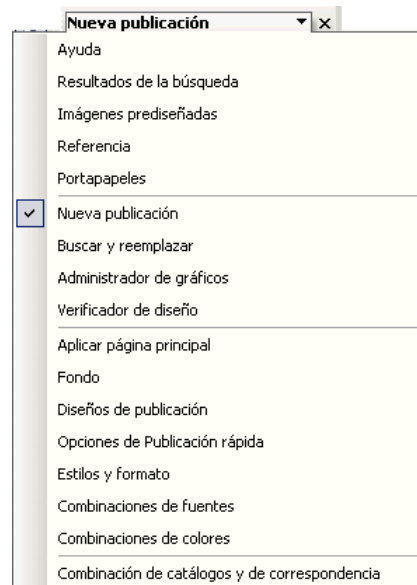 Nueva publicación
Ayuda
Resultados de la búsqueda
Imágenes prediseñadas
Referencia
Portapapeles
Nueva publicación
Buscar y reemplazar
Administrador de gráficos
Verificador de diseño
Aplicar página principal
Fondo
Diseños de publicación
Opciones de Publicación rápida
Estilos y formato
Combinaciones de fuentes
Combinaciones de colores
Combinación de catálogos y de correspondencia